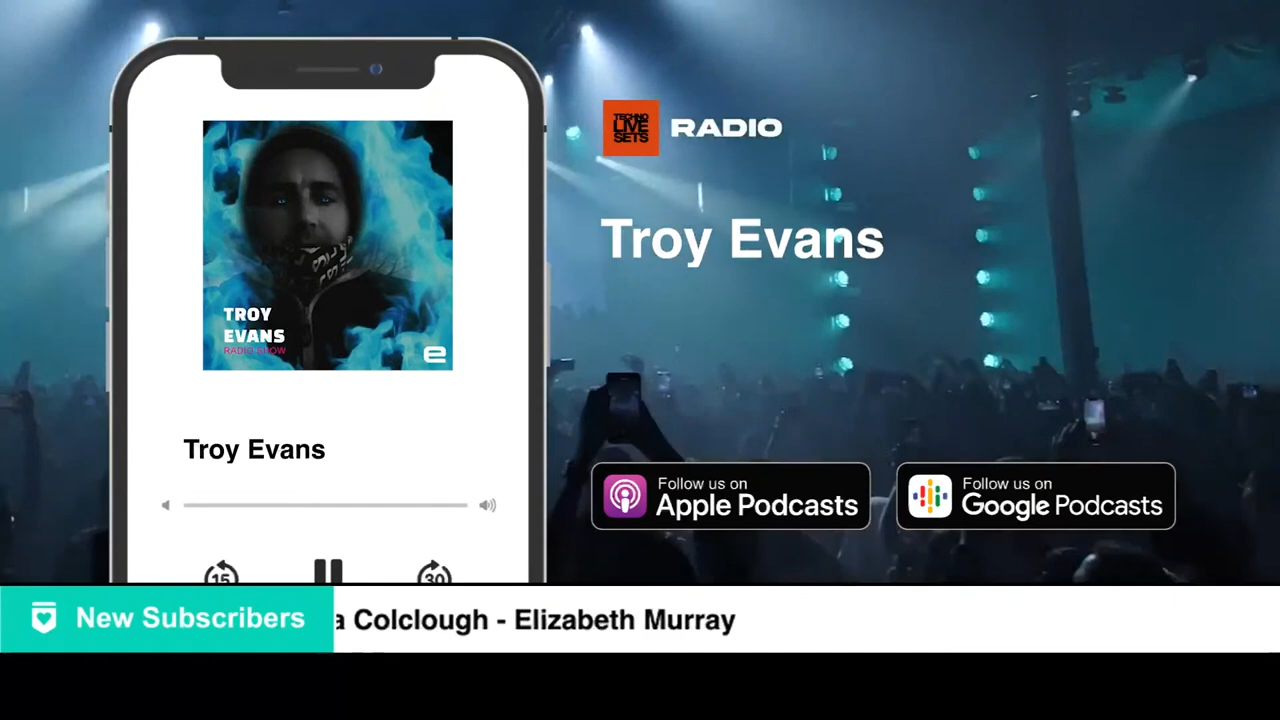 TROY
EVANS
RADIO SHOW
e
Troy Evans
15
30
TECHNO
LIVE
SETS
RADIO
Troy Evans
Follow us on
Apple Podcasts
Follow us on
Google Podcasts
New Subscribers
a Colclough - Elizabeth Murray